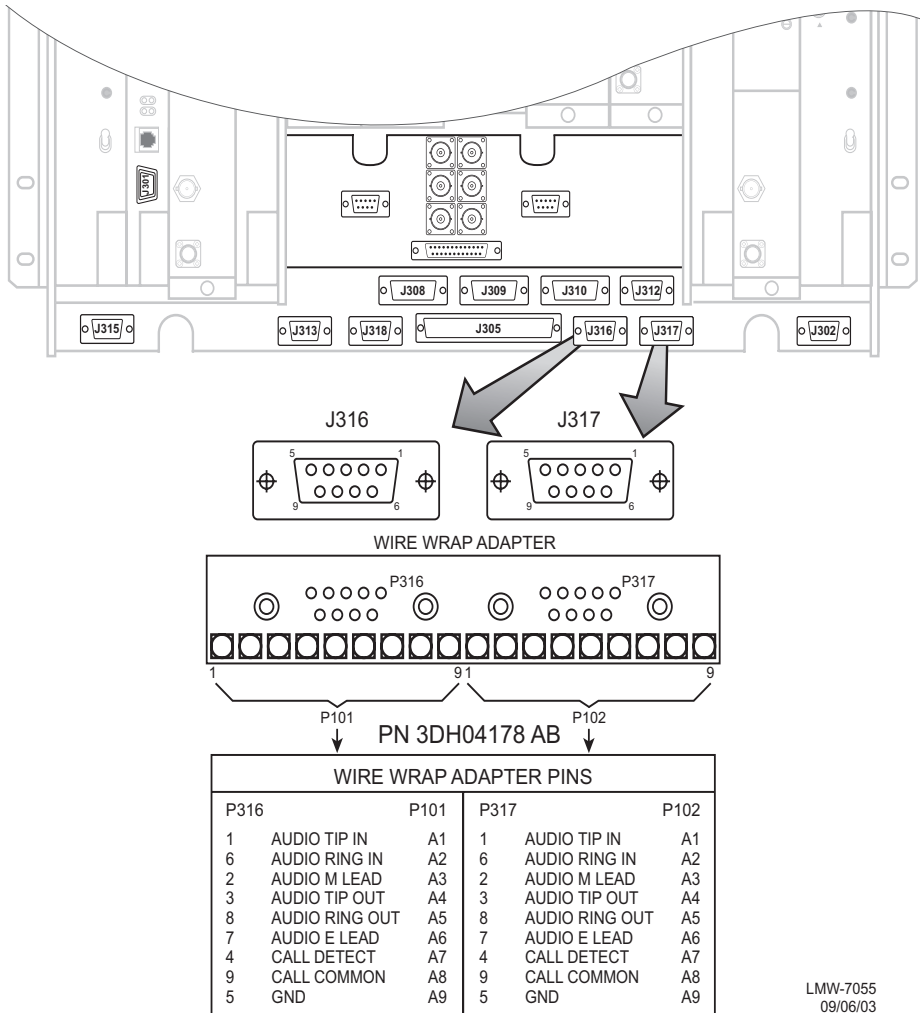 J301
J308 J309 J310 J312
J315 J313 J318 J305 J316 J317 J302
J316 J317
5 1 5 1
9 6 9 6
WIRE WRAP ADAPTER
P316 P317
1 9 1 9
P101 P102
PN 3DH04178 AB
WIRE WRAP ADAPTER PINS
P316 P101 P317 P102
1 AUDIO TIP IN A1 1 AUDIO TIP IN A1
6 AUDIO RING IN A2 6 AUDIO RING IN A2
2 AUDIO M LEAD A3 2 AUDIO M LEAD A3
3 AUDIO TIP OUT A4 3 AUDIO TIP OUT A4
8 AUDIO RING OUT A5 8 AUDIO RING OUT A5
7 AUDIO E LEAD A6 7 AUDIO E LEAD A6
4 CALL DETECT A7 4 CALL DETECT A7
9 CALL COMMON A8 9 CALL COMMON A8
5 GND A9 5 GND A9
LMW-7055
09/06/03